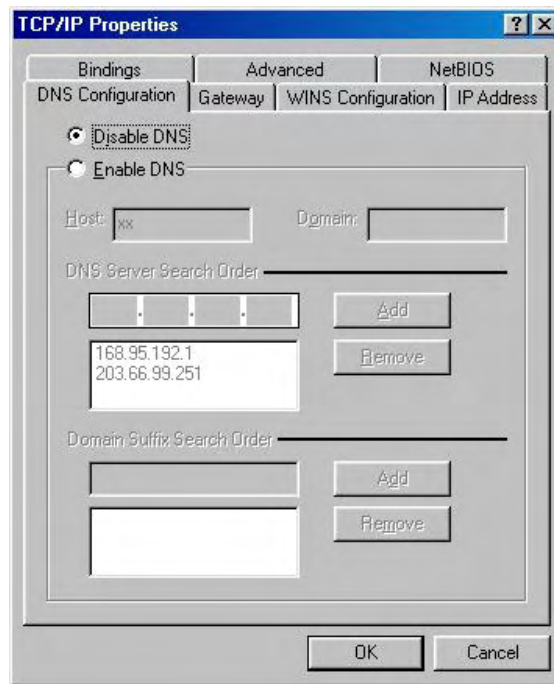 TCP/IP Properties
? ×
Bindings Advanced NetBIOS
DNS Configuration Gateway WINS Configuration IP Address
Disable DNS
Enable DNS
Host: xx Domain:
DNS Server Search Order
. . .
Add
168.95.192.1
203.66.99.251
Remove
Domain Suffix Search Order
Add
Remove
OK Cancel